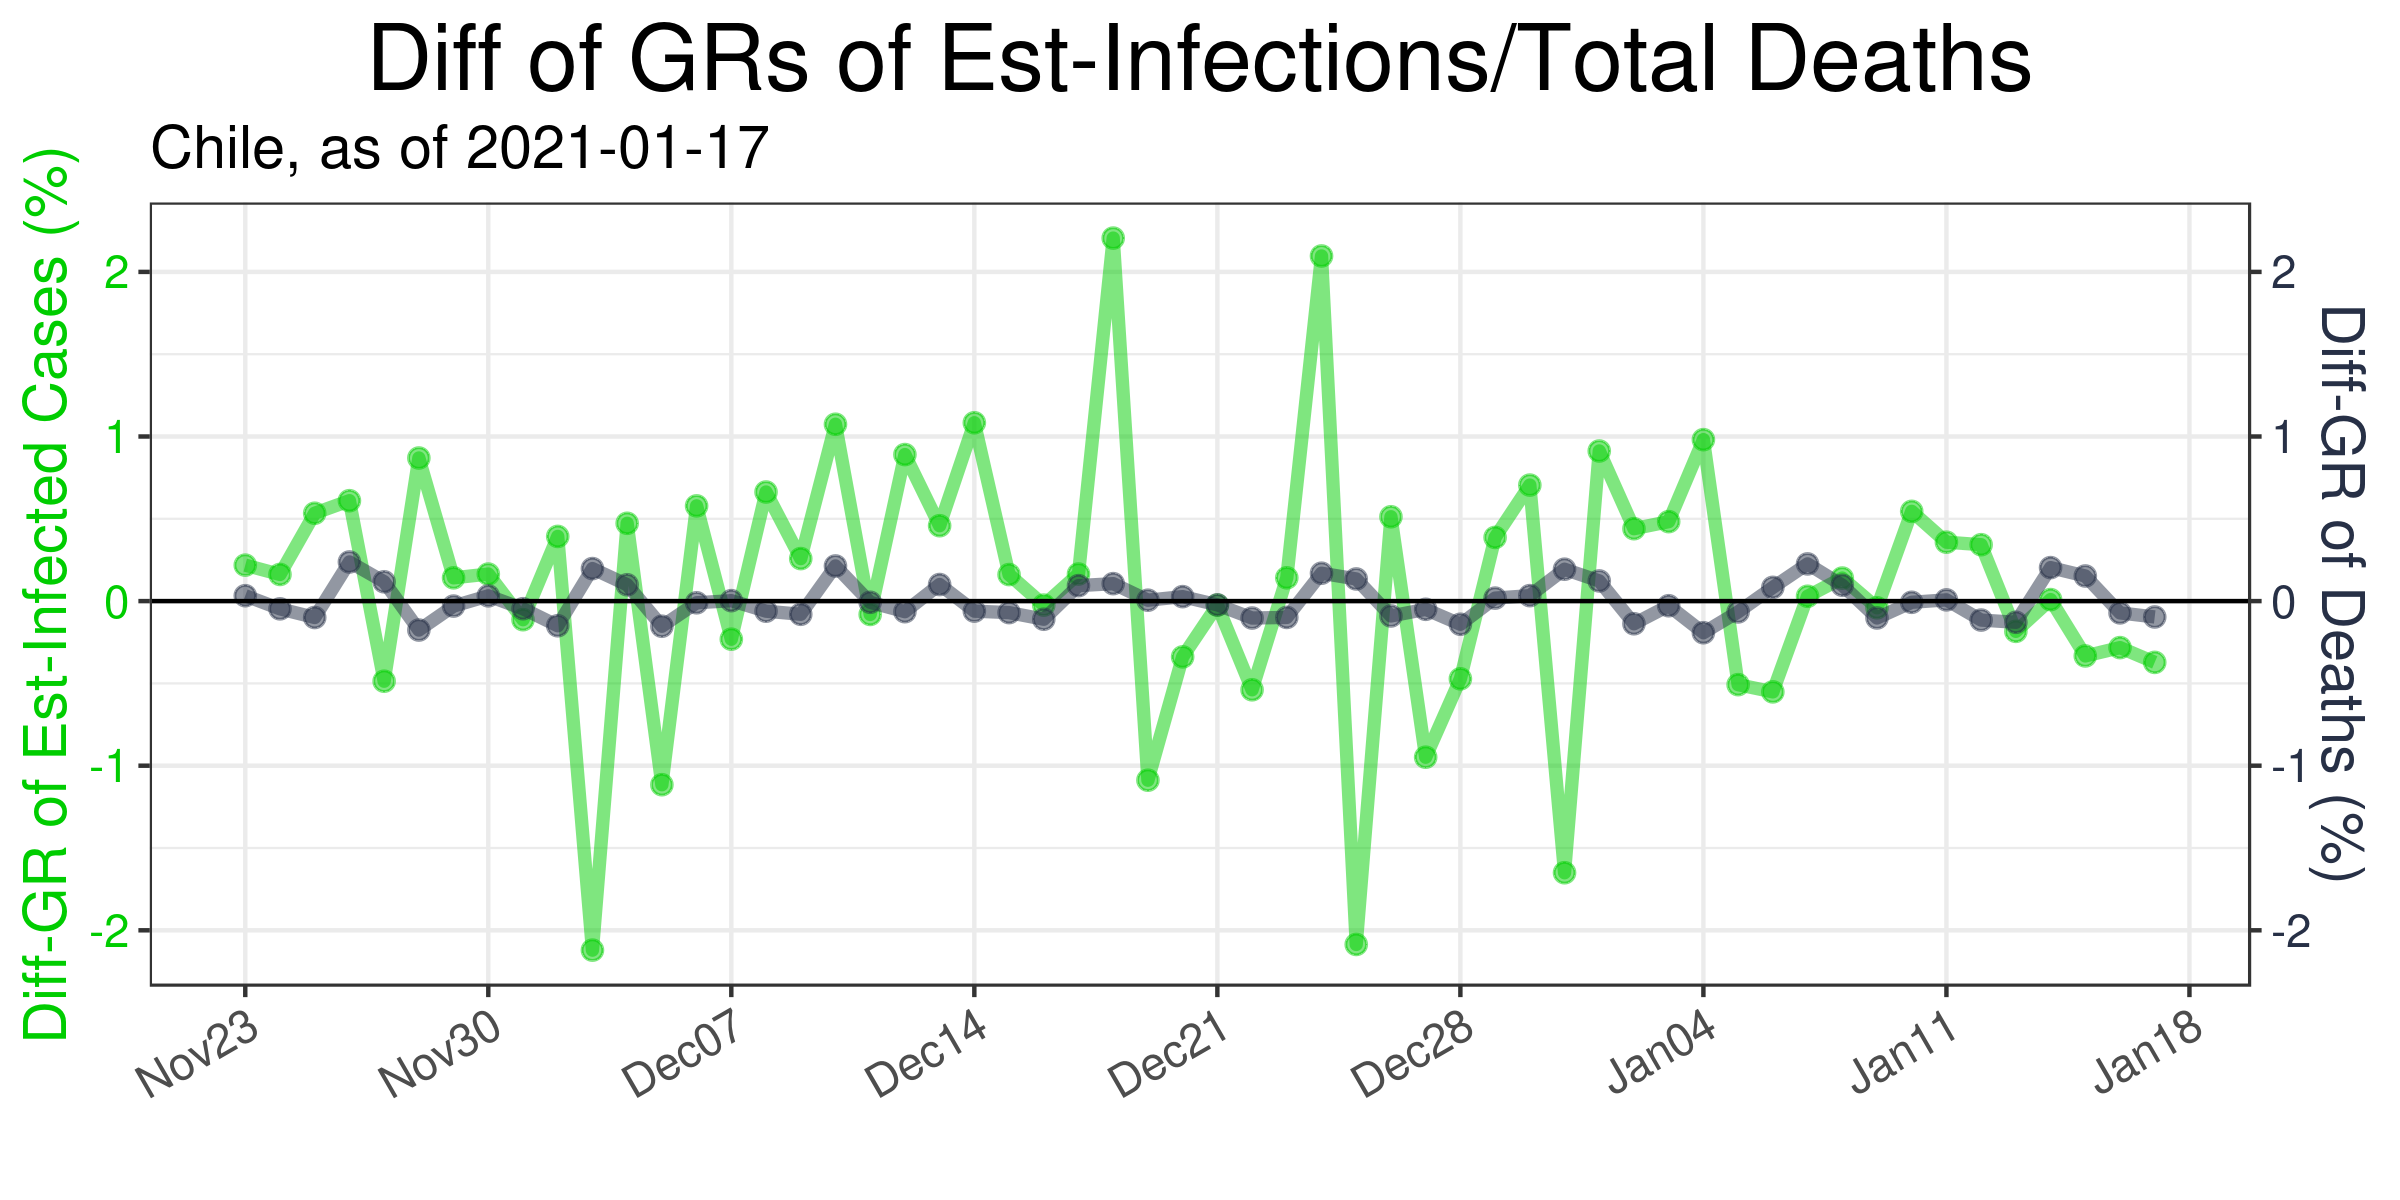 Diff of GRs of Est-Infections/Total Deaths
Chile, as of 2021-01-17
Diff-GR of Est-Infected Cases (%)
2
1
0
-1
-2
2
1
0
-1
-2
Diff-GR of Deaths (%)
Nov23
Nov30
Dec07
Dec14
Dec21
Dec28
Jan04
Jan11
Jan18